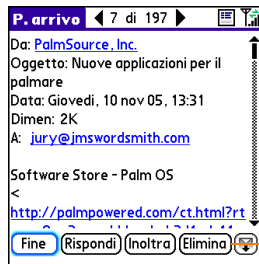 P. arrivo 7 di 197
Da: PalmSource, Inc.
Oggetto: Nuove applicazioni per il
palmare
Data: Giovedi, 10 nov 05, 13:31
Dimen: 2K
A: jury@jmswordsmith.com
Software Store - Palm OS
<
http://palmpowered.com/ct.html?rt
Fine Rispondi Inoltra Elimina